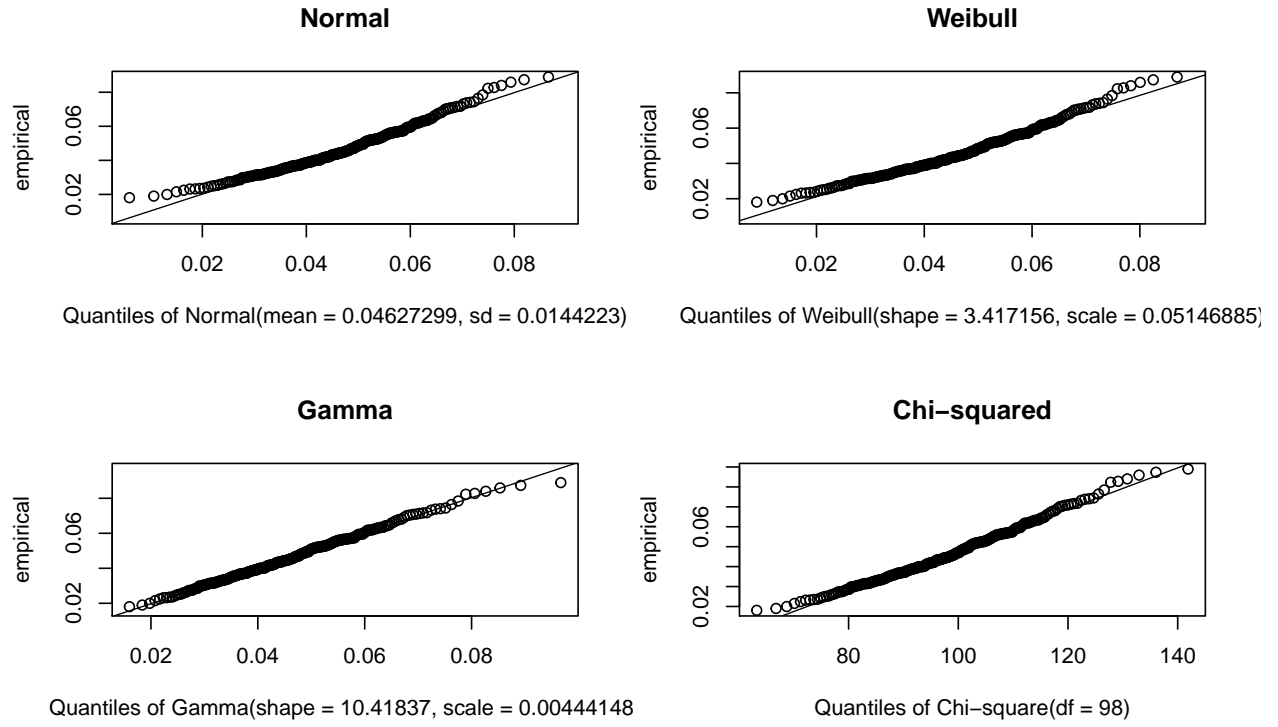 Normal
empirical
0.02 0.06
0.02 0.04 0.06 0.08
Quantiles of Normal(mean = 0.04627299, sd = 0.0144223)
Weibull
empirical
0.02 0.06
0.02 0.04 0.06 0.08
Quantiles of Weibull(shape = 3.417156, scale = 0.05146885)
Gamma
empirical
0.02 0.06
0.02 0.04 0.06 0.08
Quantiles of Gamma(shape = 10.41837, scale = 0.00444148
Chi−squared
empirical
0.02 0.06
80 100 120 140
Quantiles of Chi−square(df = 98)